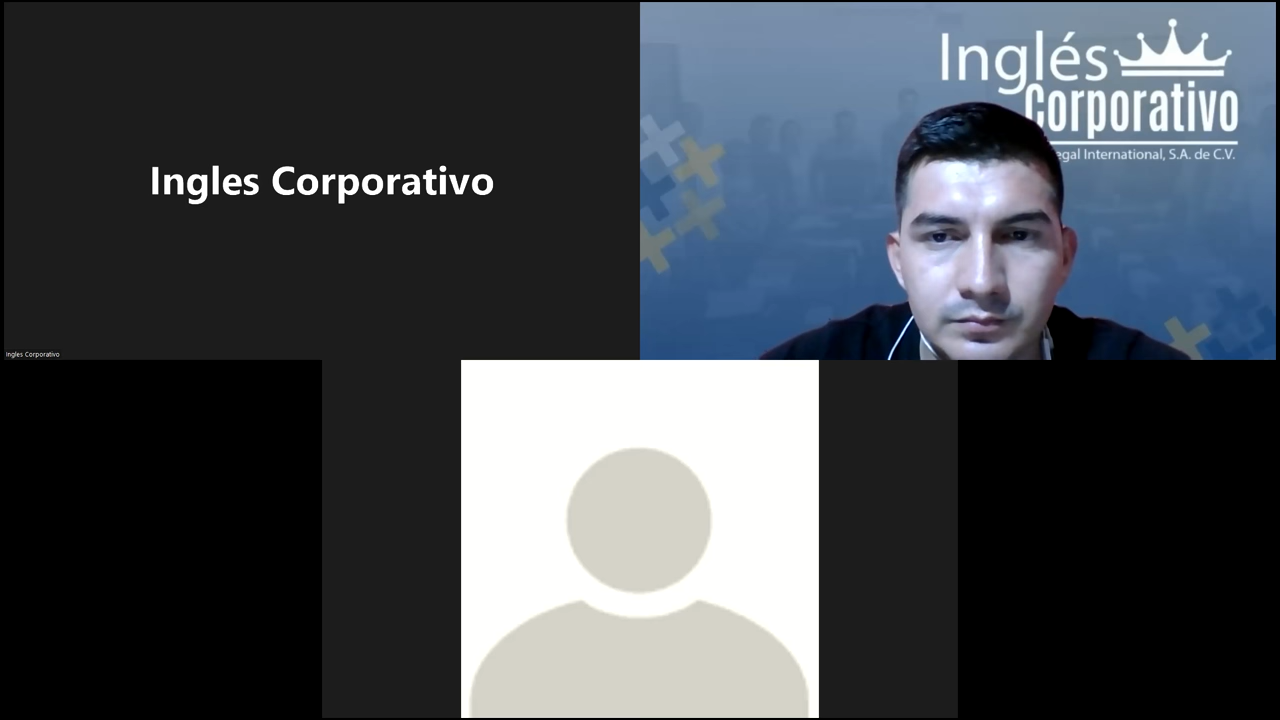 Ingles Corporativo
Ingles Corporativo
Inglés
Corporativo
egal International, S.A. de C.V.